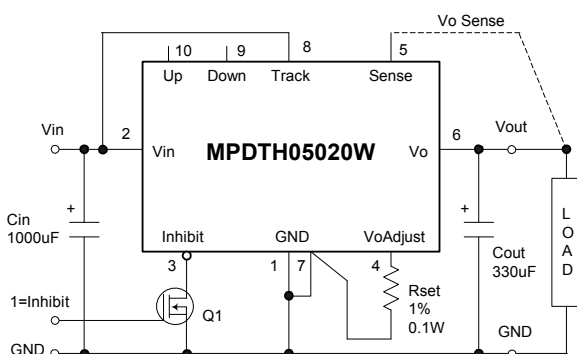 Vo Sense
10 9 8 5
Up Down Track Sense
Vin 2 6 Vout
Vin MPDTH05020W Vo
+ +
Cin
1000uF
Inhibit GND VoAdjust
3 1 7 4
Cout
330uF
L
O
A
D
Rset
1%
0.1W
1=Inhibit
Q1
GND GND